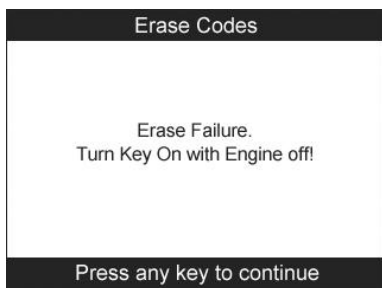 Erase Codes
Erase Failure.
Turn Key On with Engine off!
Press any key to continue